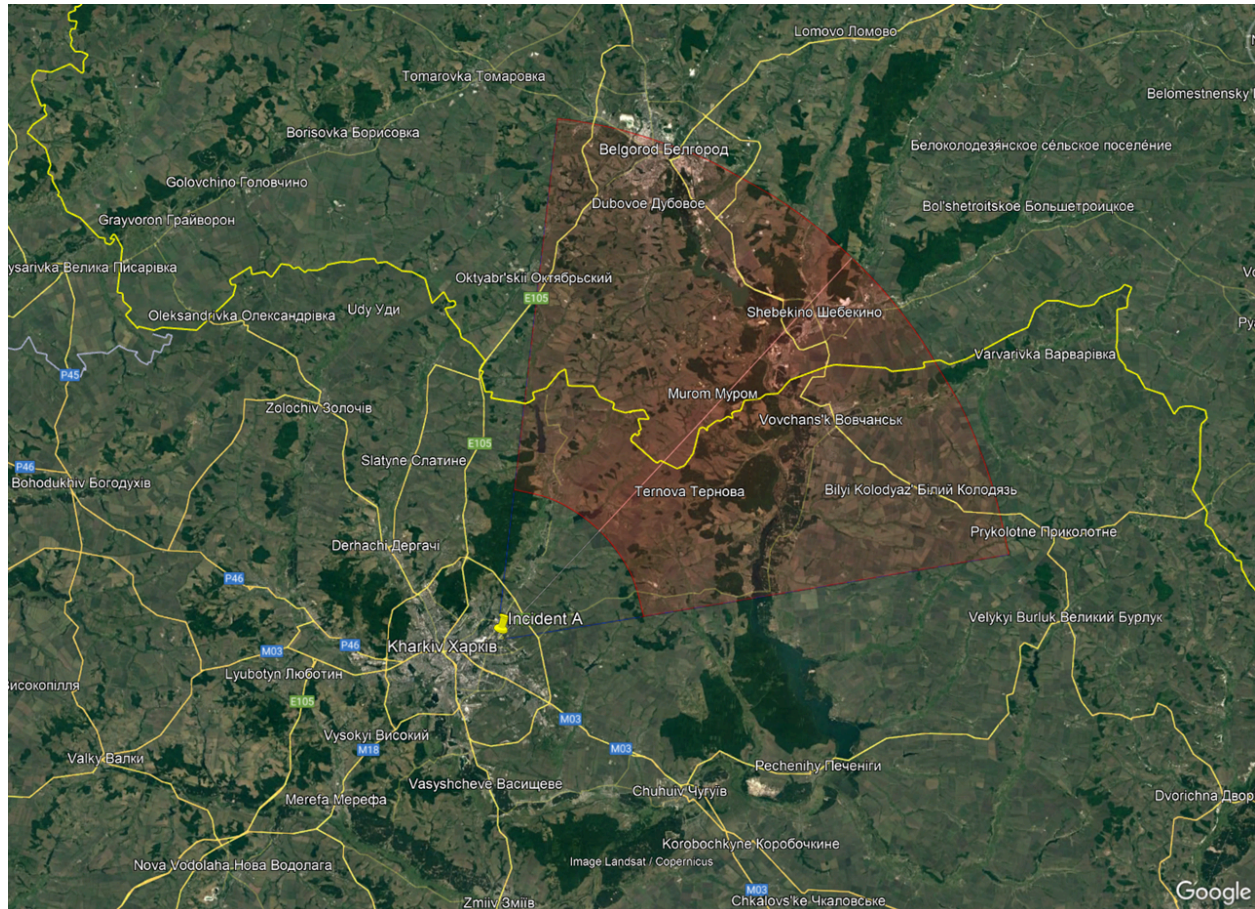 Lomovo Ломово
Tomarovka Томаровка
Belomestnensky
Borisovka Борисовка
Belgorod Белгород
Белоколодезянское се́льское поселе́ние
Golovchino Головчино
Dubovoe Дубовое
Bol'shetroitskoe Большетроицкое
Grayvoron Грайворон
ysarivka Велика Писарівка
Oktyabr'skii Октябрьский
E105
Udy Уди
Oleksandrivka Олександрівка
Shebekino Шебекино
Varvarivka Варварівка
P45
Murom Муром
Zolochiv Золочів
Vovchans'k Вовчанськ
E105
Slatyne Слатине
P46
Bohodukhiv Богодухів
Ternova Тернова
Bilyi Kolodyaz' Білий Колодязь
Prykolotne Приколотне
Derhachi Дергачі
P46
Incident A
Velykyi Burluk Великий Бурлук
Kharkiv Харків
P46
M03
Lyubotyn Люботин
исокопілля
E105
M03
Vysokyi Високий
M18
M03
Valky Валки
Pechenihy Печеніги
Vasyshcheve Васищеве
Chuhuiv Чугуїв
Merefa Мерефа
Dvorichna Двор
Korobochkyne Коробочкине
Nova Vodolaha Нова Водолага
Image Landsat / Copernicus
M03
Chkalovs'ke Чкаловське
Zmiiv Зміїв
Google